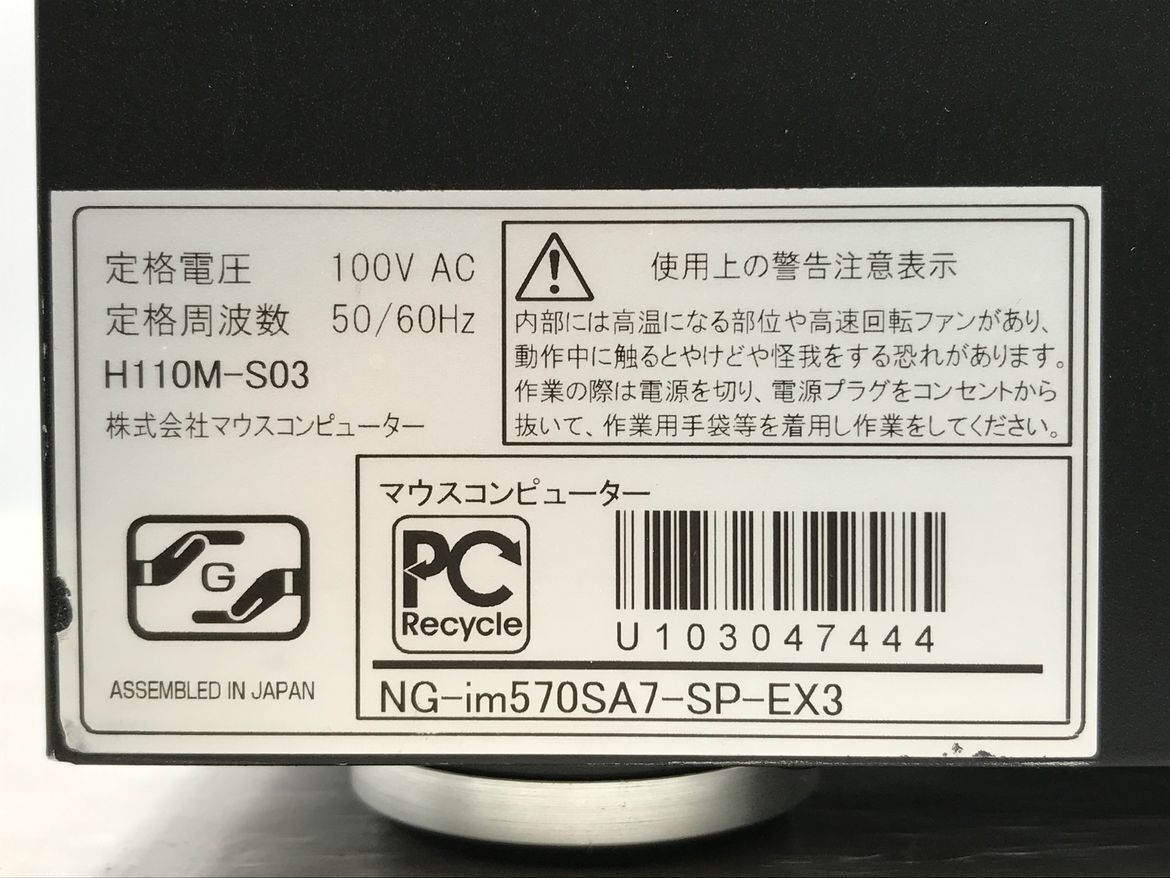 定格電圧 100V AC
定格周波数 50/60Hz
H110M-S03
株式会社マウスコンピューター
使用上の警告注意表示
内部には高温になる部位や高速回転ファンがあり、
動作中に触るとやけどや怪我をする恐れがあります。
作業の際は電源を切り、電源プラグをコンセントから
抜いて、作業用手袋等を着用し作業をしてください。
G
ASSEMBLED IN JAPAN
マウスコンピューター
PC
Recycle
U103047444
NG-im570SA7-SP-EX3